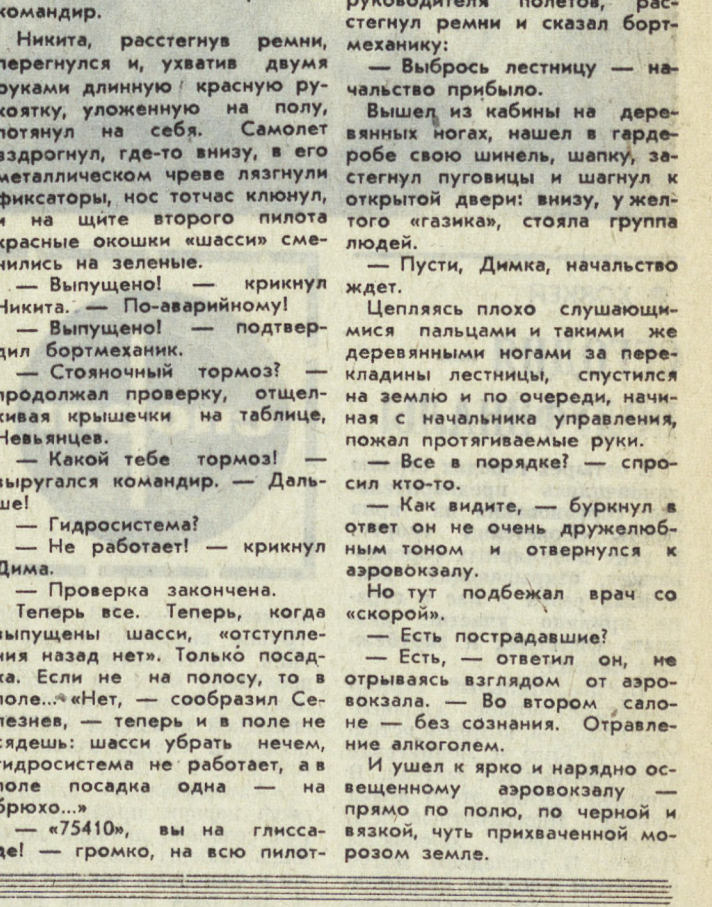 командир.
Никита, расстегнув ремни,
перегнулся и, ухватив двумя
руками длинную красную ру-
коятку, уложенную на полу,
потянул на себя. Самолет
вздрогнул, где-то внизу, в его
металлическом чреве лязгнули
фиксаторы, нос тотчас клюнул,
и на щите второго пилота
красные окошки «шасси» сме-
нились на зеленые.
— Выпущено! — крикнул
Никита. — По-аварийному!
— Выпущено! — подтвер-
дил бортмеханик.
— Стояночный тормоз? —
продолжал проверку, отщел-
кивая крышечки на таблице,
Невьянцев.
— Какой тебе тормоз! —
выругался командир. — Даль-
ше!
— Гидросистема?
— Не работает! — крикнул
Дима.
— Проверка закончена.
Теперь все. Теперь, когда
выпущены шасси, «отступле-
ния назад нет». Только посад-
ка. Если не на полосу, то в
поле... «Нет, — сообразил Се-
лезнев, — теперь и в поле не
сядешь: шасси убрать нечем,
гидросистема не работает, а в
поле посадка одна — на
брюхо...»
— «75410», вы на глисса-
де! — громко, на всю пилот-
руководителя полетов, рас-
стегнул ремни и сказал борт-
механику:
— Выбрось лестницу — на-
чальство прибыло.
Вышел из кабины на дере-
вянных ногах, нашел в гарде-
робе свою шинель, шапку, за-
стегнул пуговицы и шагнул к
открытой двери: внизу, у жел-
того «газика», стояла группа
людей.
— Пусти, Димка, начальство
ждет.
Цепляясь плохо слушающи-
мися пальцами и такими же
деревянными ногами за пере-
кладины лестницы, спустился
на землю и по очереди, начи-
ная с начальника управления,
пожал протягиваемые руки.
— Все в порядке? — спро-
сил кто-то.
— Как видите, — буркнул в
ответ он не очень дружелюб-
ным тоном и отвернулся к
аэровокзалу.
Но тут подбежал врач со
«скорой».
— Есть пострадавшие?
— Есть, — ответил он, не
отрываясь взглядом от аэро-
вокзала. — Во втором сало-
не — без сознания. Отравле-
ние алкоголем.
И ушел к ярко и нарядно ос-
вещенному аэровокзалу —
прямо по полю, по черной и
вязкой, чуть прихваченной мо-
розом земле.